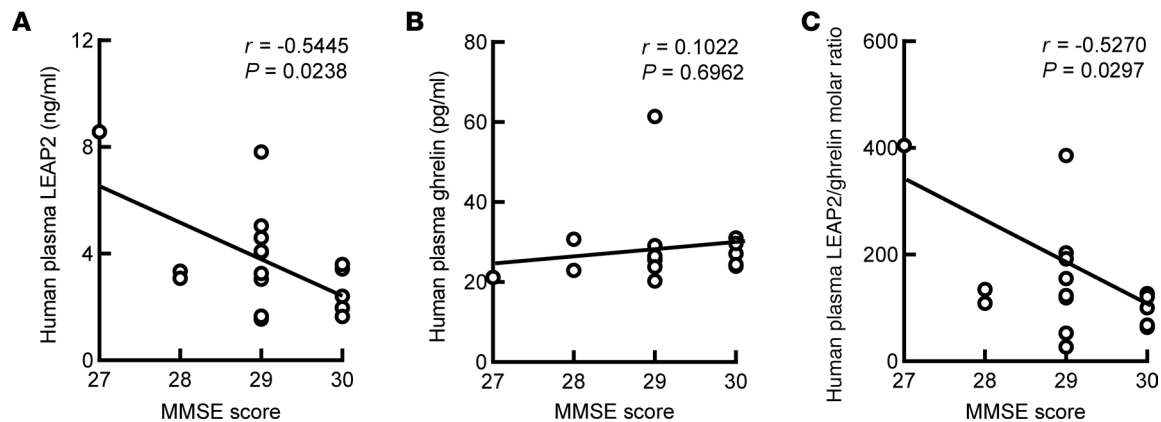 A
Human plasma LEAP2 (ng/ml)
12
8
4
0
27 28 29 30
MMSE score
r = -0.5445
P = 0.0238
B
Human plasma ghrelin (pg/ml)
80
60
40
20
0
27 28 29 30
MMSE score
r = 0.1022
P = 0.6962
C
Human plasma LEAP2/ghrelin molar ratio
600
400
200
0
27 28 29 30
MMSE score
r = -0.5270
P = 0.0297